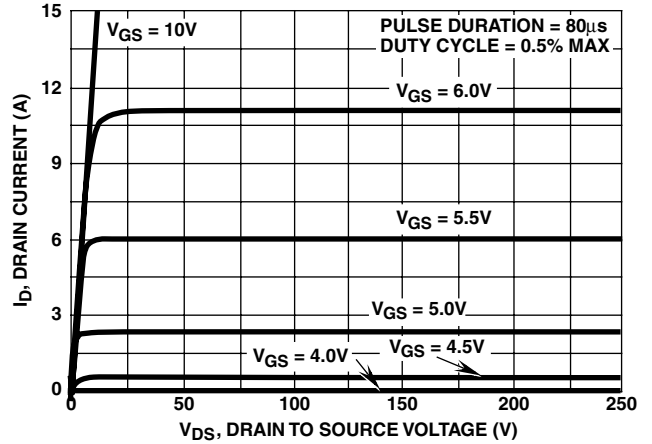 15
12
9
6
3
0
I_D, DRAIN CURRENT (A)
V_GS = 10V
PULSE DURATION = 80µs
DUTY CYCLE = 0.5% MAX
V_GS = 6.0V
V_GS = 5.5V
V_GS = 5.0V
V_GS = 4.0V
V_GS = 4.5V
0
50
100
150
200
250
V_DS, DRAIN TO SOURCE VOLTAGE (V)